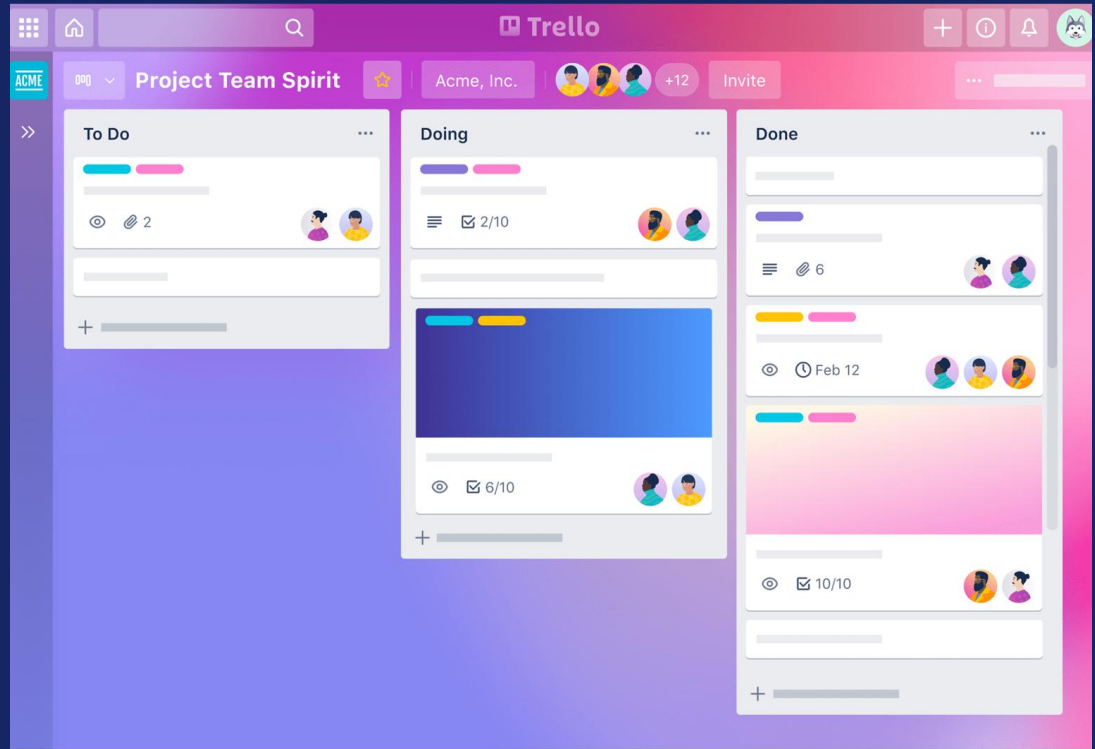 Trello
ACME
Project Team Spirit
Acme, Inc.
+12
Invite
To Do
2
Doing
2/10
6/10
Done
6
Feb 12
10/10